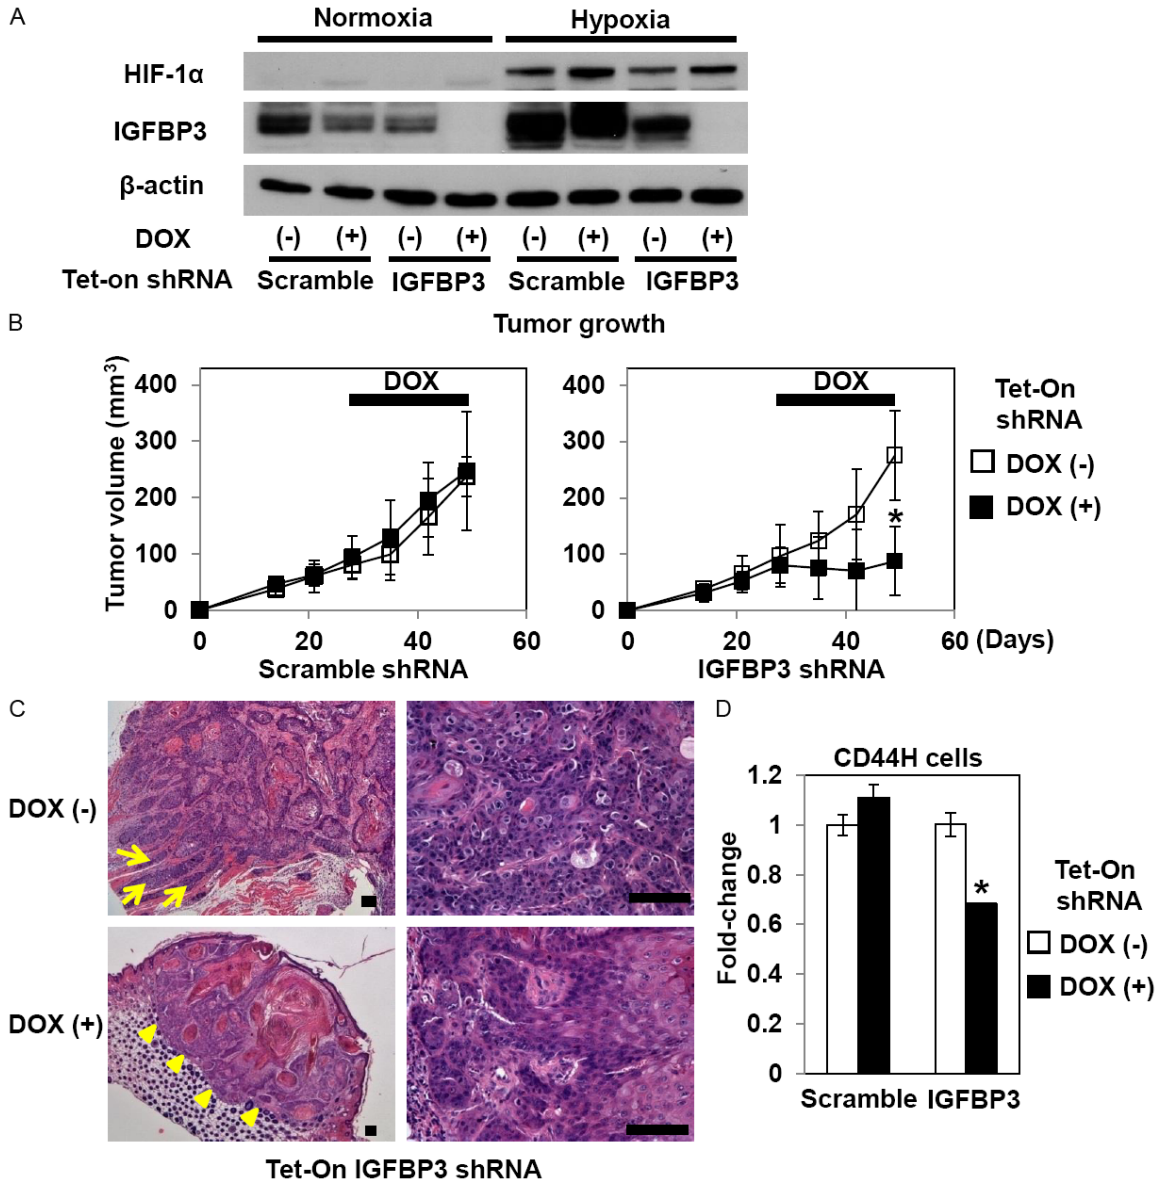 A
Normoxia
Hypoxia
HIF-1α
IGFBP3
β-actin
DOX
(-) (+) (-) (+) (-) (+) (-) (+)
Tet-on shRNA
Scramble IGFBP3 Scramble IGFBP3
B
Tumor growth
Tumor volume (mm³)
400
300
200
100
0
DOX
0 20 40 60
Scramble shRNA
400
300
200
100
0
DOX
*
0 20 40 60 (Days)
IGFBP3 shRNA
Tet-On
shRNA
DOX (-)
DOX (+)
C
DOX (-)
DOX (+)
Tet-On IGFBP3 shRNA
D
CD44H cells
Fold-change
1.2
1
0.8
0.6
0.4
0.2
0
*
Scramble IGFBP3
Tet-On
shRNA
DOX (-)
DOX (+)